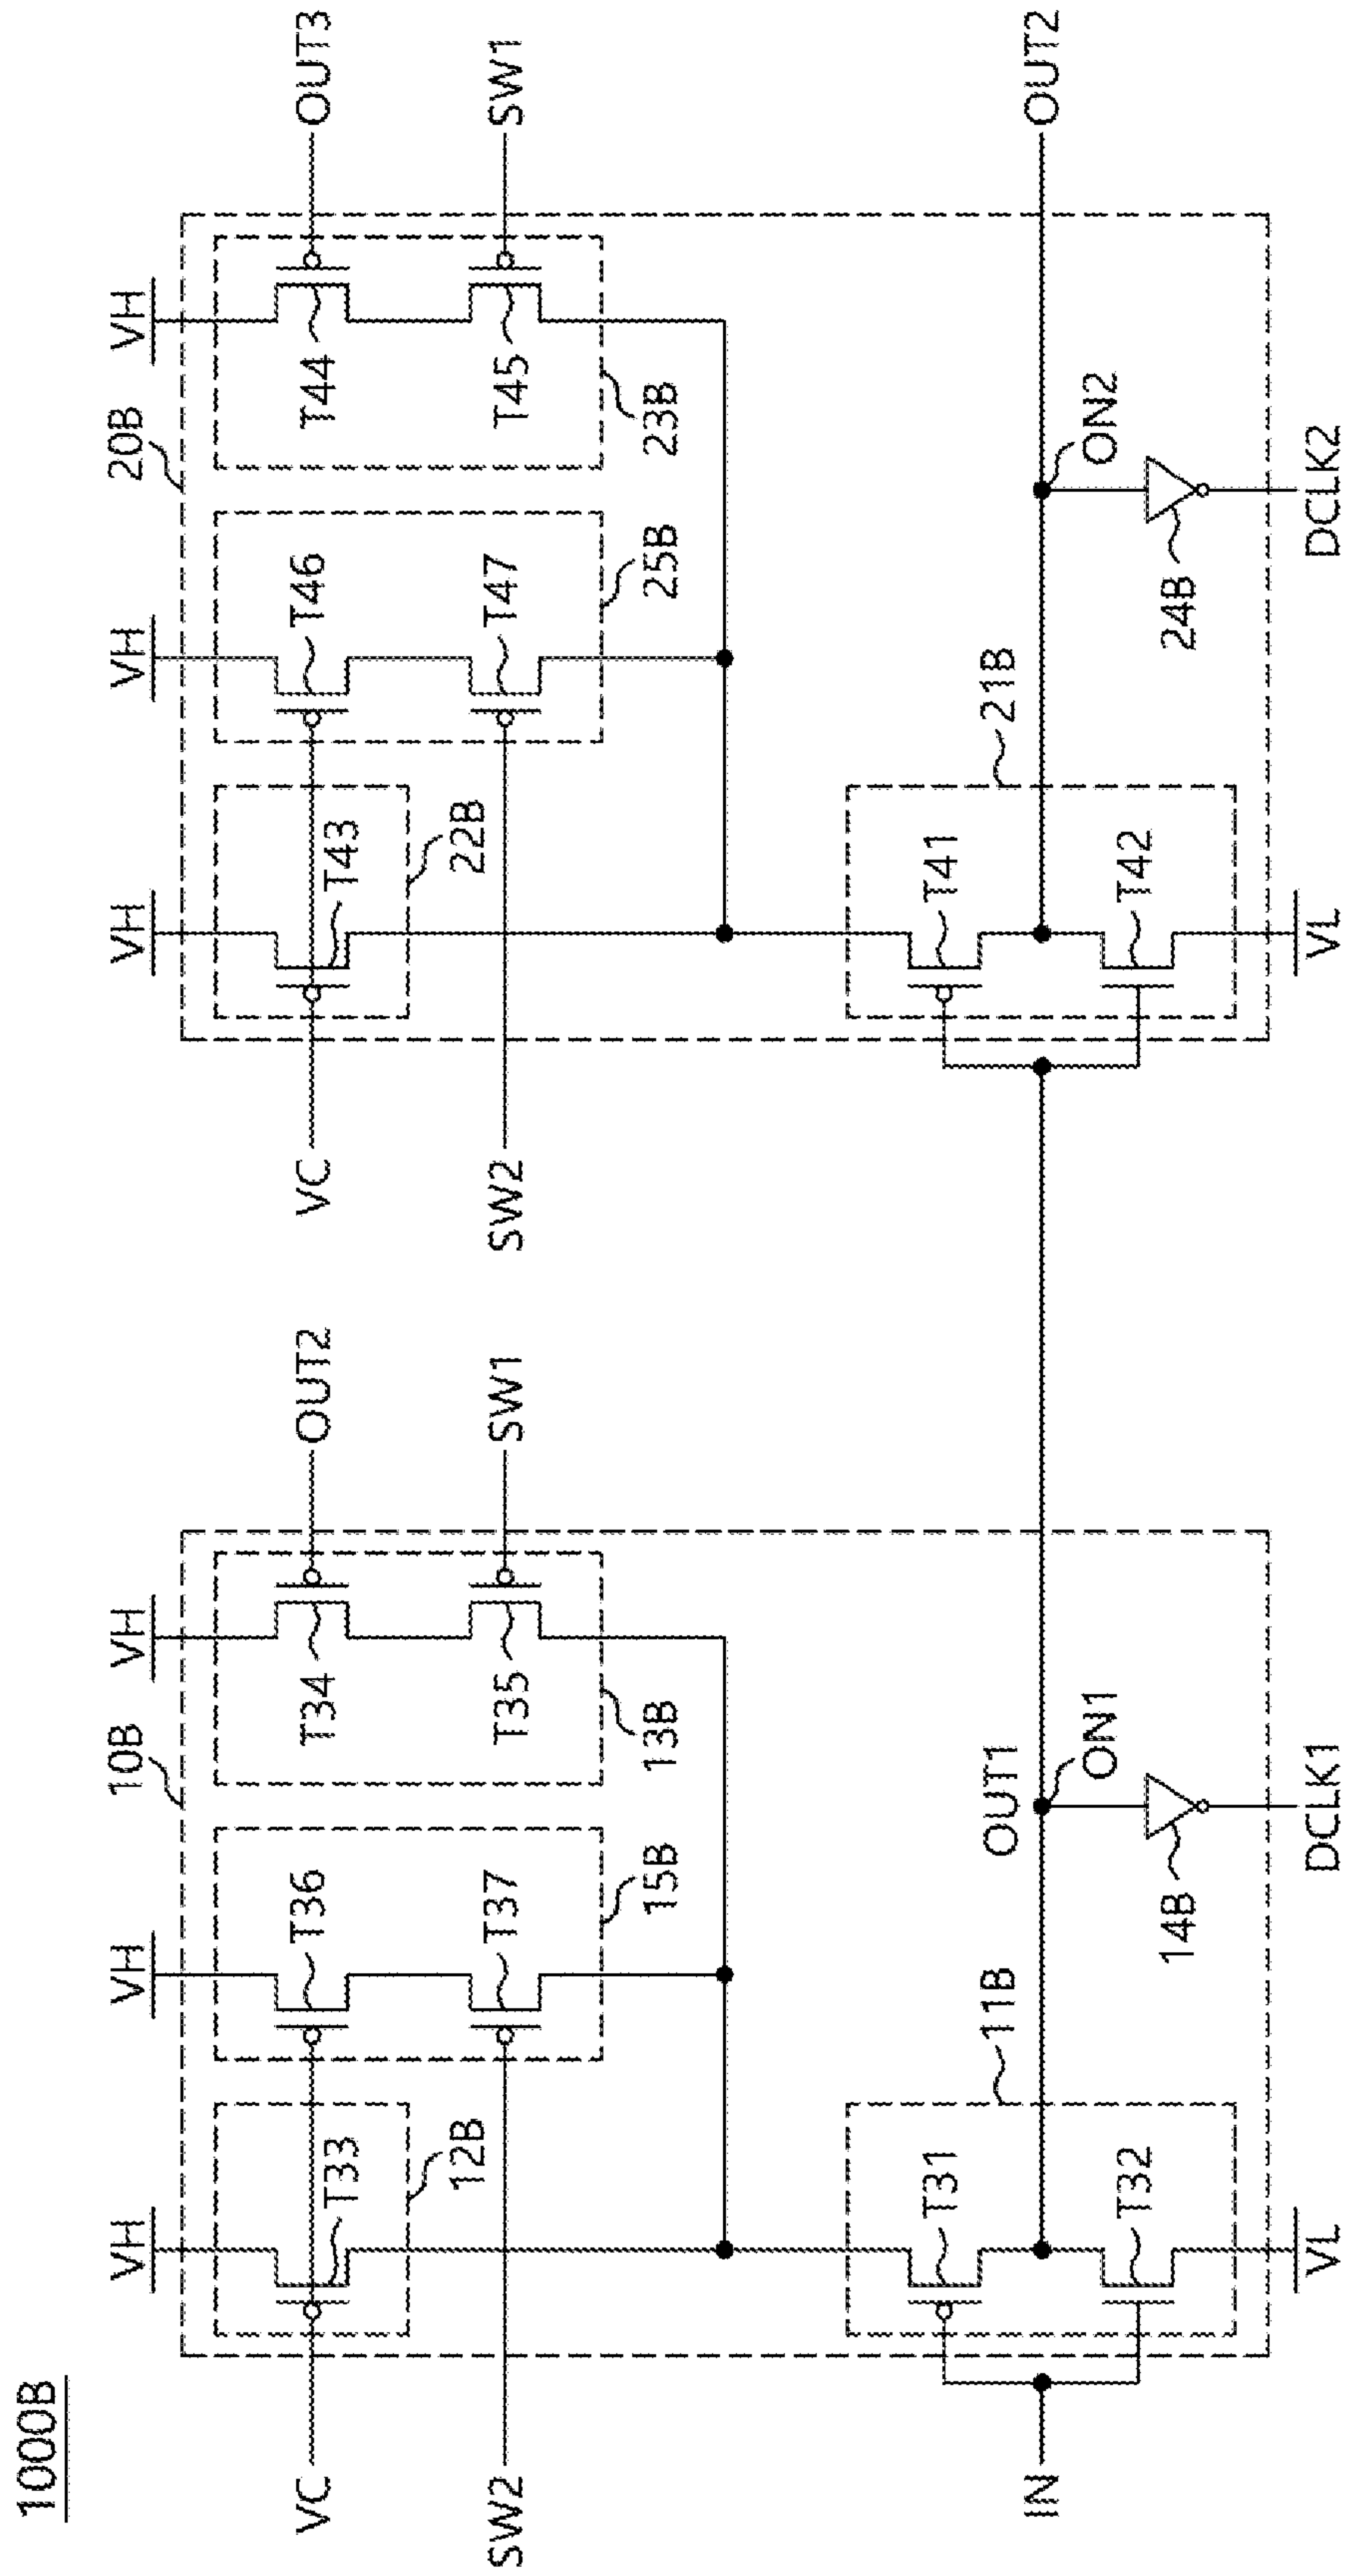 1000B
10B
20B
VH
VH
VH
VH
VH
VH
VC
T33
T36
T34
OUT2
VC
T43
T46
T44
OUT3
12B
22B
SW2
T37
T35
SW1
SW2
T47
T45
SW1
15B
13B
25B
23B
11B
OUT1
21B
IN
T31
T41
OUT2
ON1
ON2
T32
T42
14B
24B
VL
DCLK1
VL
DCLK2